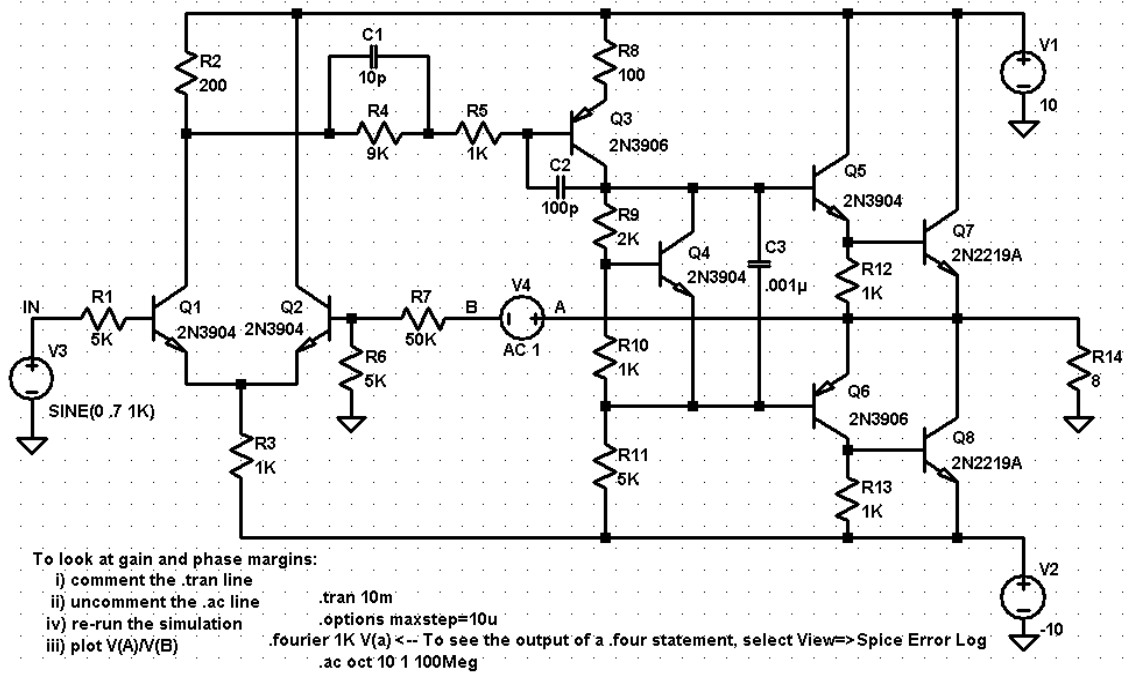 C1
10p
R2
200
R8
100
V1
10
R4
9K
R5
1K
Q3
2N3906
C2
100p
Q5
2N3904
R9
2K
Q4
2N3904
C3
.001µ
Q7
2N2219A
R12
1K
IN
R1
5K
Q1
2N3904
Q2
2N3904
R7
50K
B
V4
A
AC 1
V3
SINE(0 .7 1K)
R6
5K
R10
1K
R14
8
Q6
2N3906
R3
1K
R11
5K
Q8
2N2219A
R13
1K
V2
-10
To look at gain and phase margins:
i) comment the .tran line
ii) uncomment the .ac line
iv) re-run the simulation
iii) plot V(A)/V(B)
.tran 10m
.options maxstep=10u
.fourier 1K V(a) <-- To see the output of a .four statement, select View=>Spice Error Log
.ac oct 10 1 100Meg